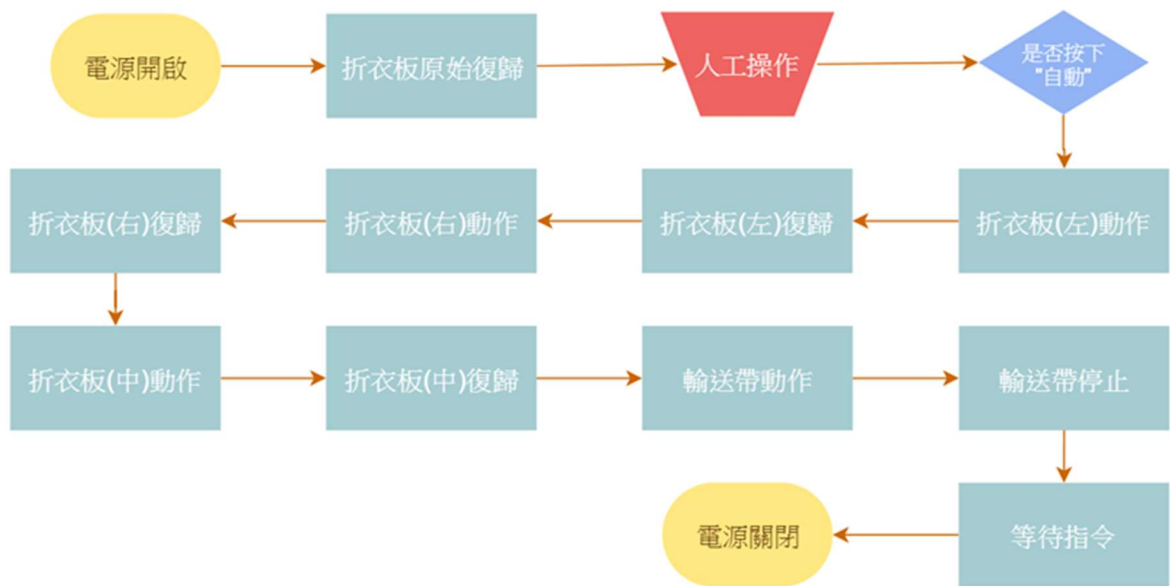 電源開啟
折衣板原始復歸
人工操作
是否按下
"自動"
折衣板(左)動作
折衣板(左)復歸
折衣板(右)動作
折衣板(右)復歸
折衣板(中)動作
折衣板(中)復歸
輸送帶動作
輸送帶停止
等待指令
電源關閉